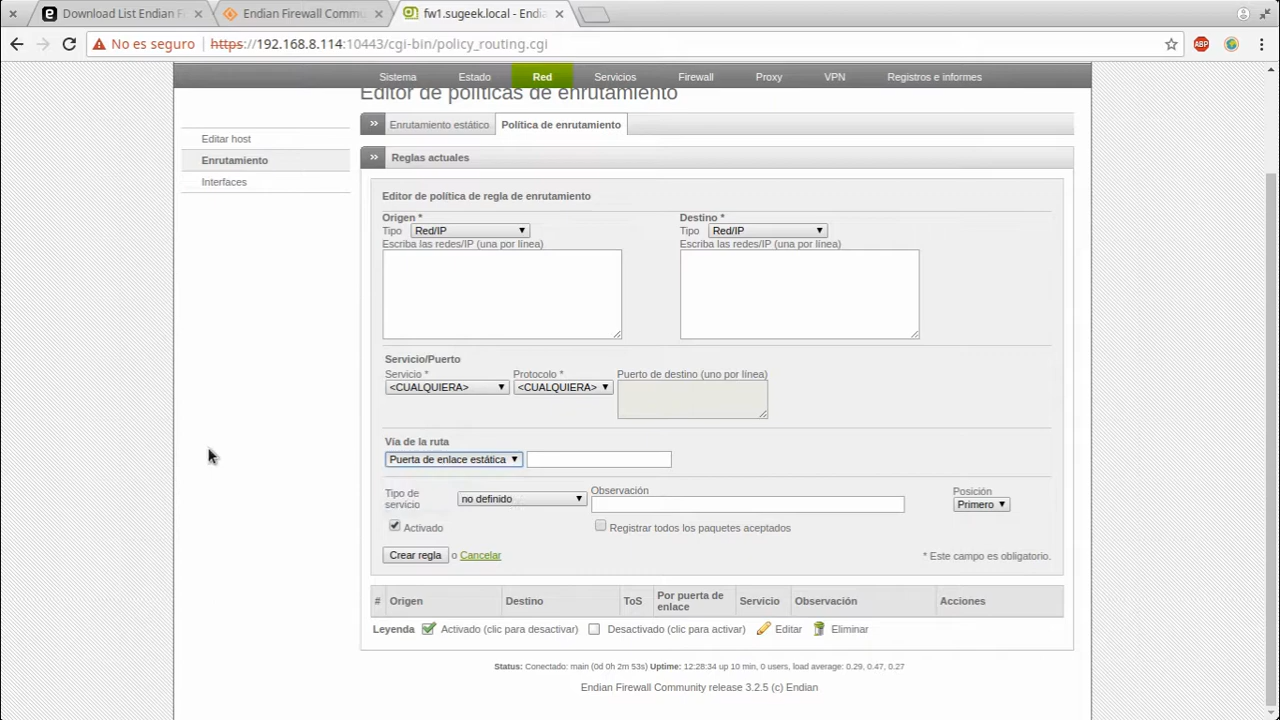 Download List Endian Fi
Endian Firewall Commu
fw1.sugeek.local - Endi
No es seguro https://192.168.8.114:10443/cgi-bin/policy_routing.cgi
ABP
Sistema Estado Red Servicios Firewall Proxy VPN Registros e informes
Editor de políticas de enrutamiento
Editar host
Enrutamiento
Interfaces
Enrutamiento estático Política de enrutamiento
Reglas actuales
Editor de política de regla de enrutamiento
Origen * Destino *
Tipo Red/IP Tipo Red/IP
Escriba las redes/IP (una por línea) Escriba las redes/IP (una por línea)
Servicio/Puerto
Servicio * Protocolo * Puerto de destino (uno por línea)
<CUALQUIERA> <CUALQUIERA>
Vía de la ruta
Puerta de enlace estática
Tipo de
servicio
no definido
Observación
Posición
Primero
Activado Registrar todos los paquetes aceptados
Crear regla o Cancelar * Este campo es obligatorio.
# Origen Destino ToS Por puerta de
enlace Servicio Observación Acciones
Leyenda Activado (clic para desactivar) Desactivado (clic para activar) Editar Eliminar
Status: Conectado: main (0d 0h 2m 53s) Uptime: 12:28:34 up 10 min, 0 users, load average: 0.29, 0.47, 0.27
Endian Firewall Community release 3.2.5 (c) Endian